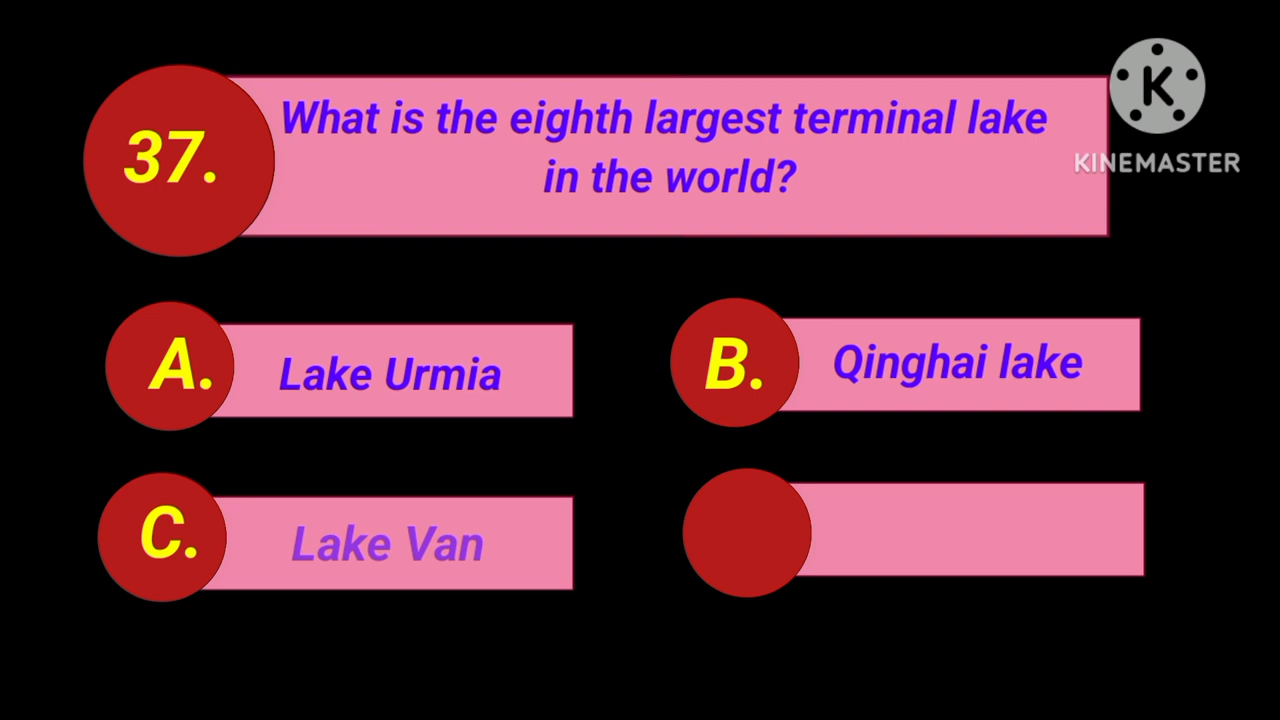 37.
What is the eighth largest terminal lake
in the world?
K
KINEMASTER
A.
Lake Urmia
B.
Qinghai lake
C.
Lake Van